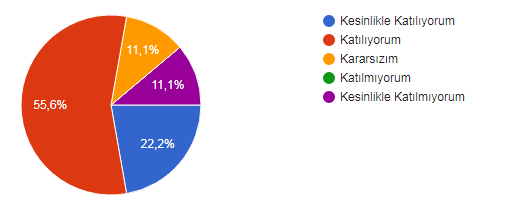 11,1%
11,1%
55,6%
22,2%
Kesinlikle Katılıyorum
Katılıyorum
Kararsızım
Katılmıyorum
Kesinlikle Katılmıyorum